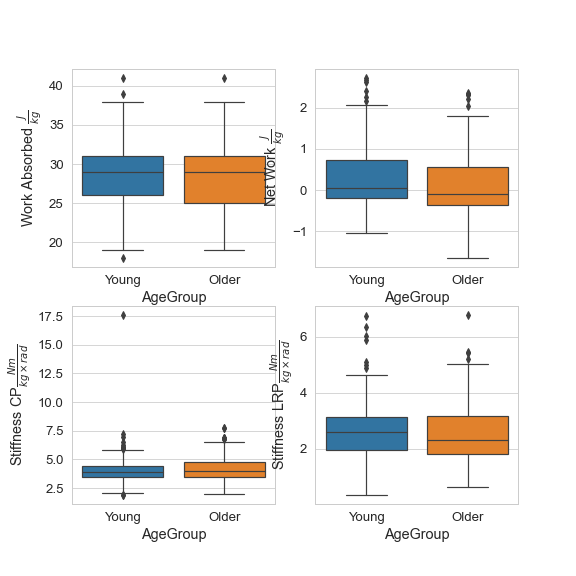 Work Absorbed J/kg
40
35
30
25
20
Young Older
AgeGroup
Net Work J/kg
2
1
0
−1
Young Older
AgeGroup
Stiffness CP Nm/kg × rad
17.5
15.0
12.5
10.0
7.5
5.0
2.5
Young Older
AgeGroup
Stiffness LRP Nm/kg × rad
6
4
2
Young Older
AgeGroup